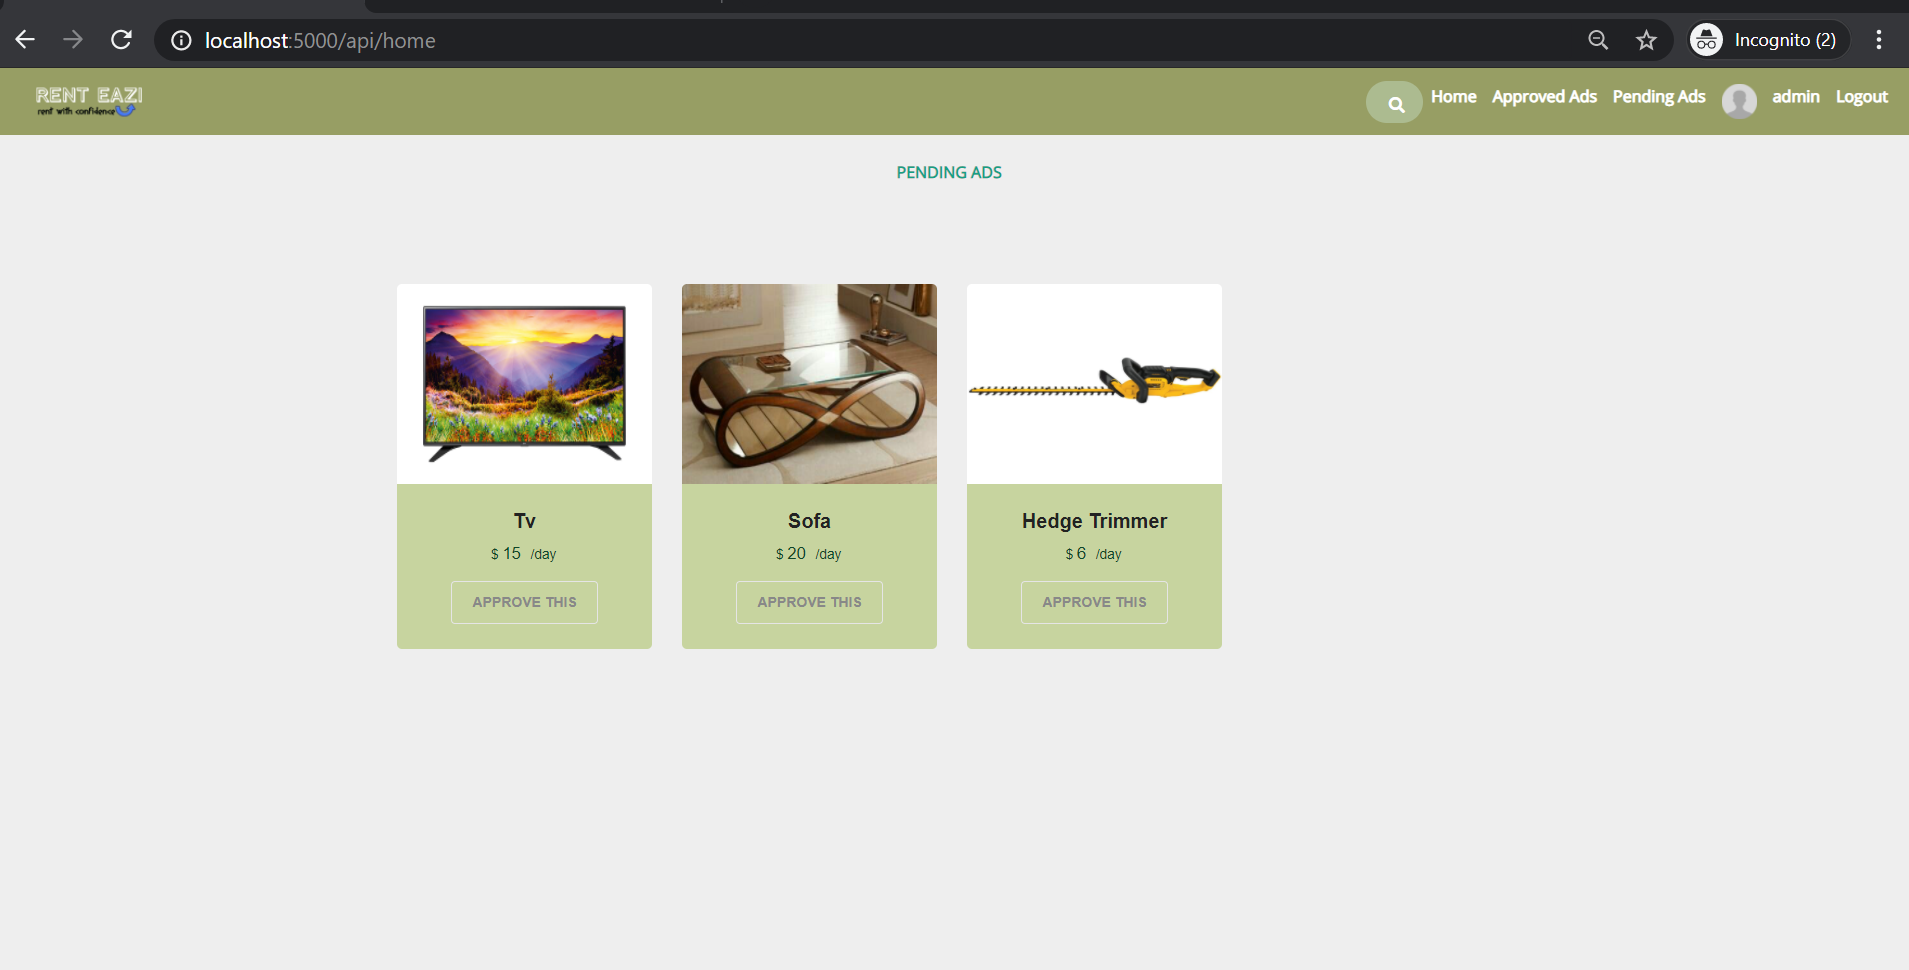 localhost:5000/api/home
Incognito (2)
RENT EAZI
rent with confidence
Home Approved Ads Pending Ads admin Logout
PENDING ADS
Tv
$ 15 /day
APPROVE THIS
Sofa
$ 20 /day
APPROVE THIS
Hedge Trimmer
$ 6 /day
APPROVE THIS